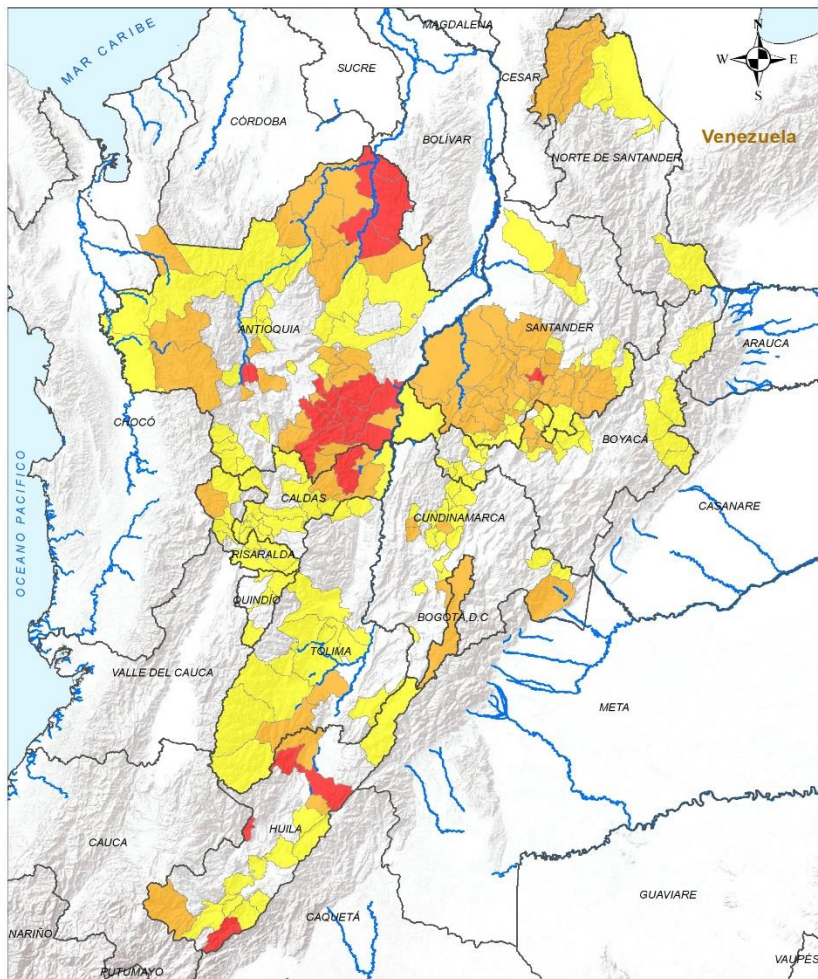 MAGDALENA
MAR CARIBE
SUCRE
CESAR
N
W E
S
CÓRDOBA
BOLÍVAR
Venezuela
NORTE DE SANTANDER
ANTIOQUIA
SANTANDER
ARAUCA
CHOCÓ
BOYACÁ
CALDAS
CASANARE
CUNDINAMARCA
OCEANO PACIFICO
RISARALDA
QUINDÍO
BOGOTÁ, D.C
TOLIMA
VALLE DEL CAUCA
META
HUILA
CAUCA
GUAVIARE
CAQUETÁ
NARIÑO
PUTUMAYO
VAUPÉS